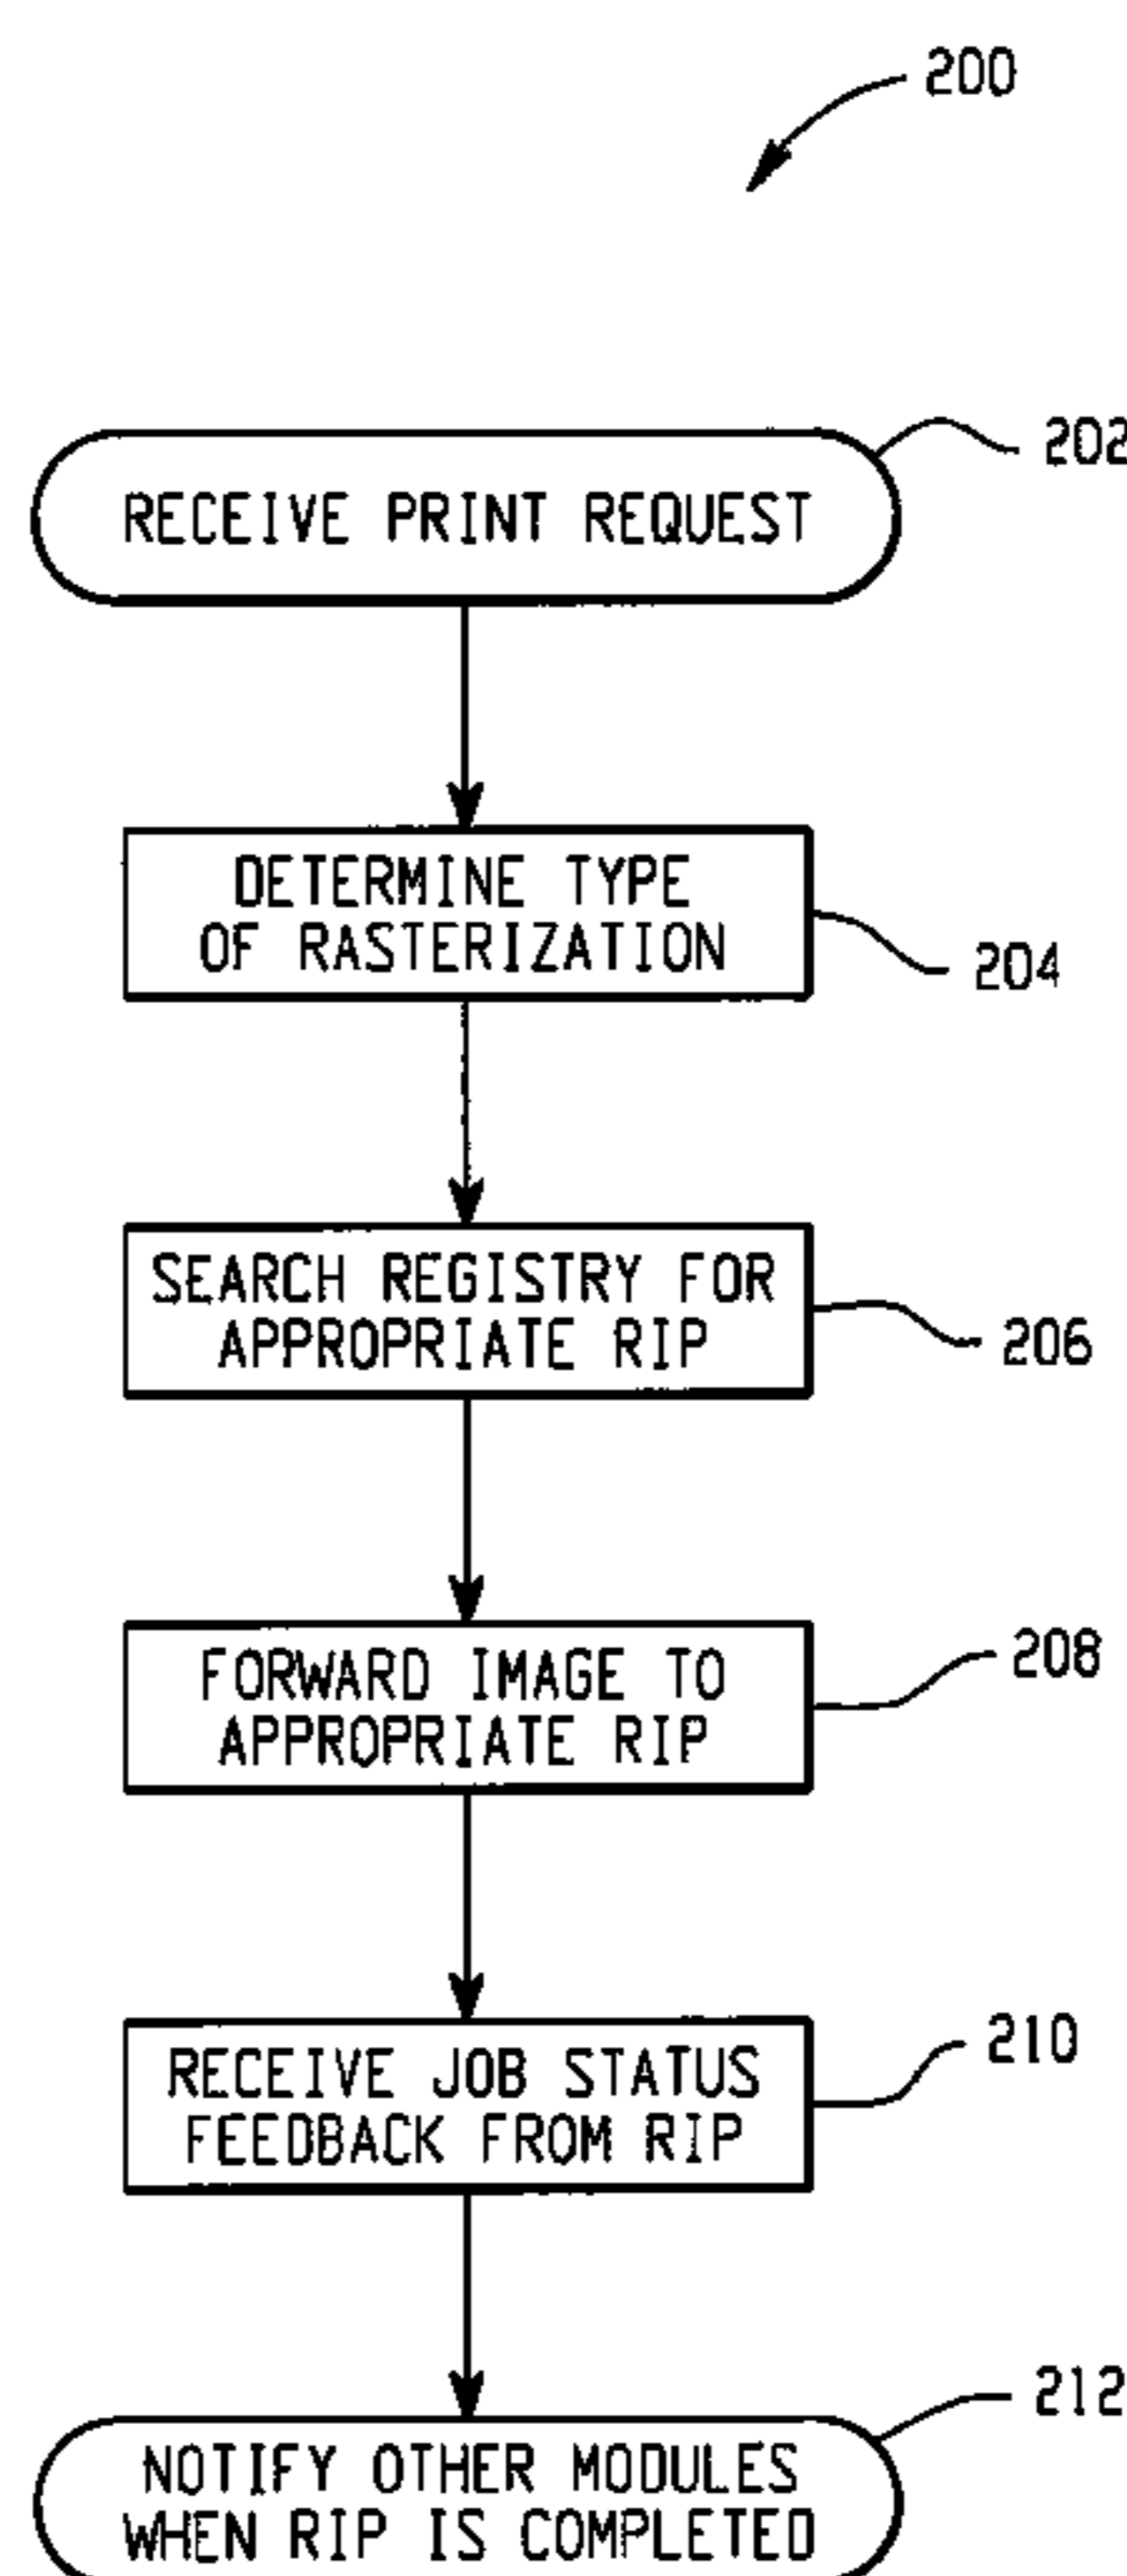 200
RECEIVE PRINT REQUEST
202
DETERMINE TYPE
OF RASTERIZATION
204
SEARCH REGISTRY FOR
APPROPRIATE RIP
206
FORWARD IMAGE TO
APPROPRIATE RIP
208
RECEIVE JOB STATUS
FEEDBACK FROM RIP
210
NOTIFY OTHER MODULES
WHEN RIP IS COMPLETED
212